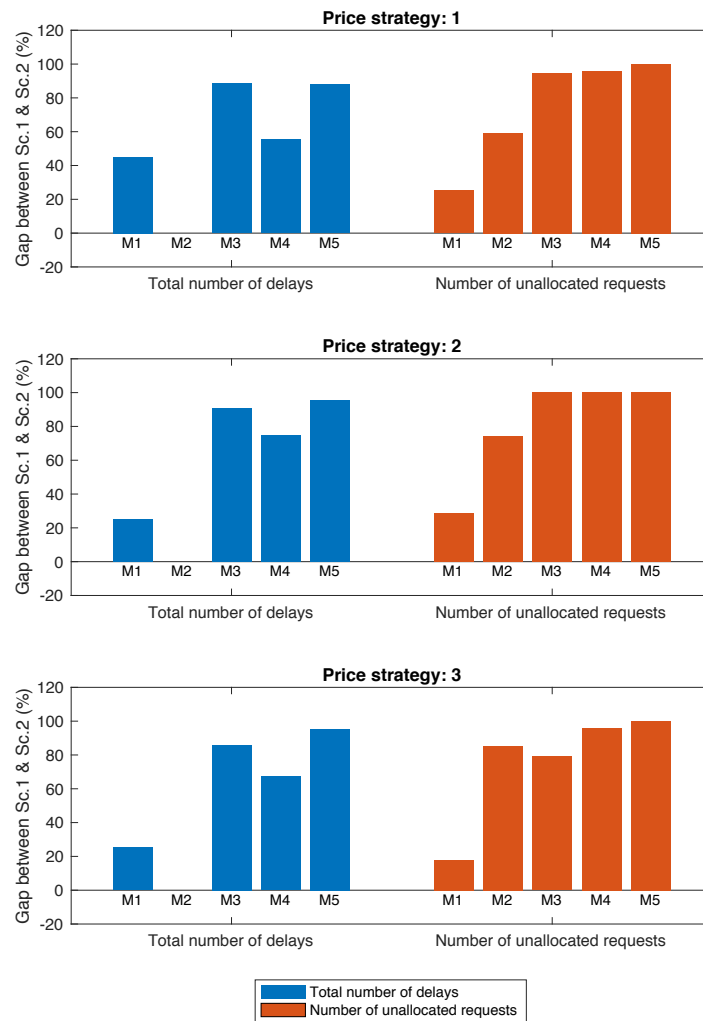 Price strategy: 1
Gap between Sc.1 & Sc.2 (%)
120
100
80
60
40
20
0
-20
M1 M2 M3 M4 M5 M1 M2 M3 M4 M5
Total number of delays Number of unallocated requests
Price strategy: 2
Gap between Sc.1 & Sc.2 (%)
120
100
80
60
40
20
0
-20
M1 M2 M3 M4 M5 M1 M2 M3 M4 M5
Total number of delays Number of unallocated requests
Price strategy: 3
Gap between Sc.1 & Sc.2 (%)
120
100
80
60
40
20
0
-20
M1 M2 M3 M4 M5 M1 M2 M3 M4 M5
Total number of delays Number of unallocated requests
Total number of delays
Number of unallocated requests